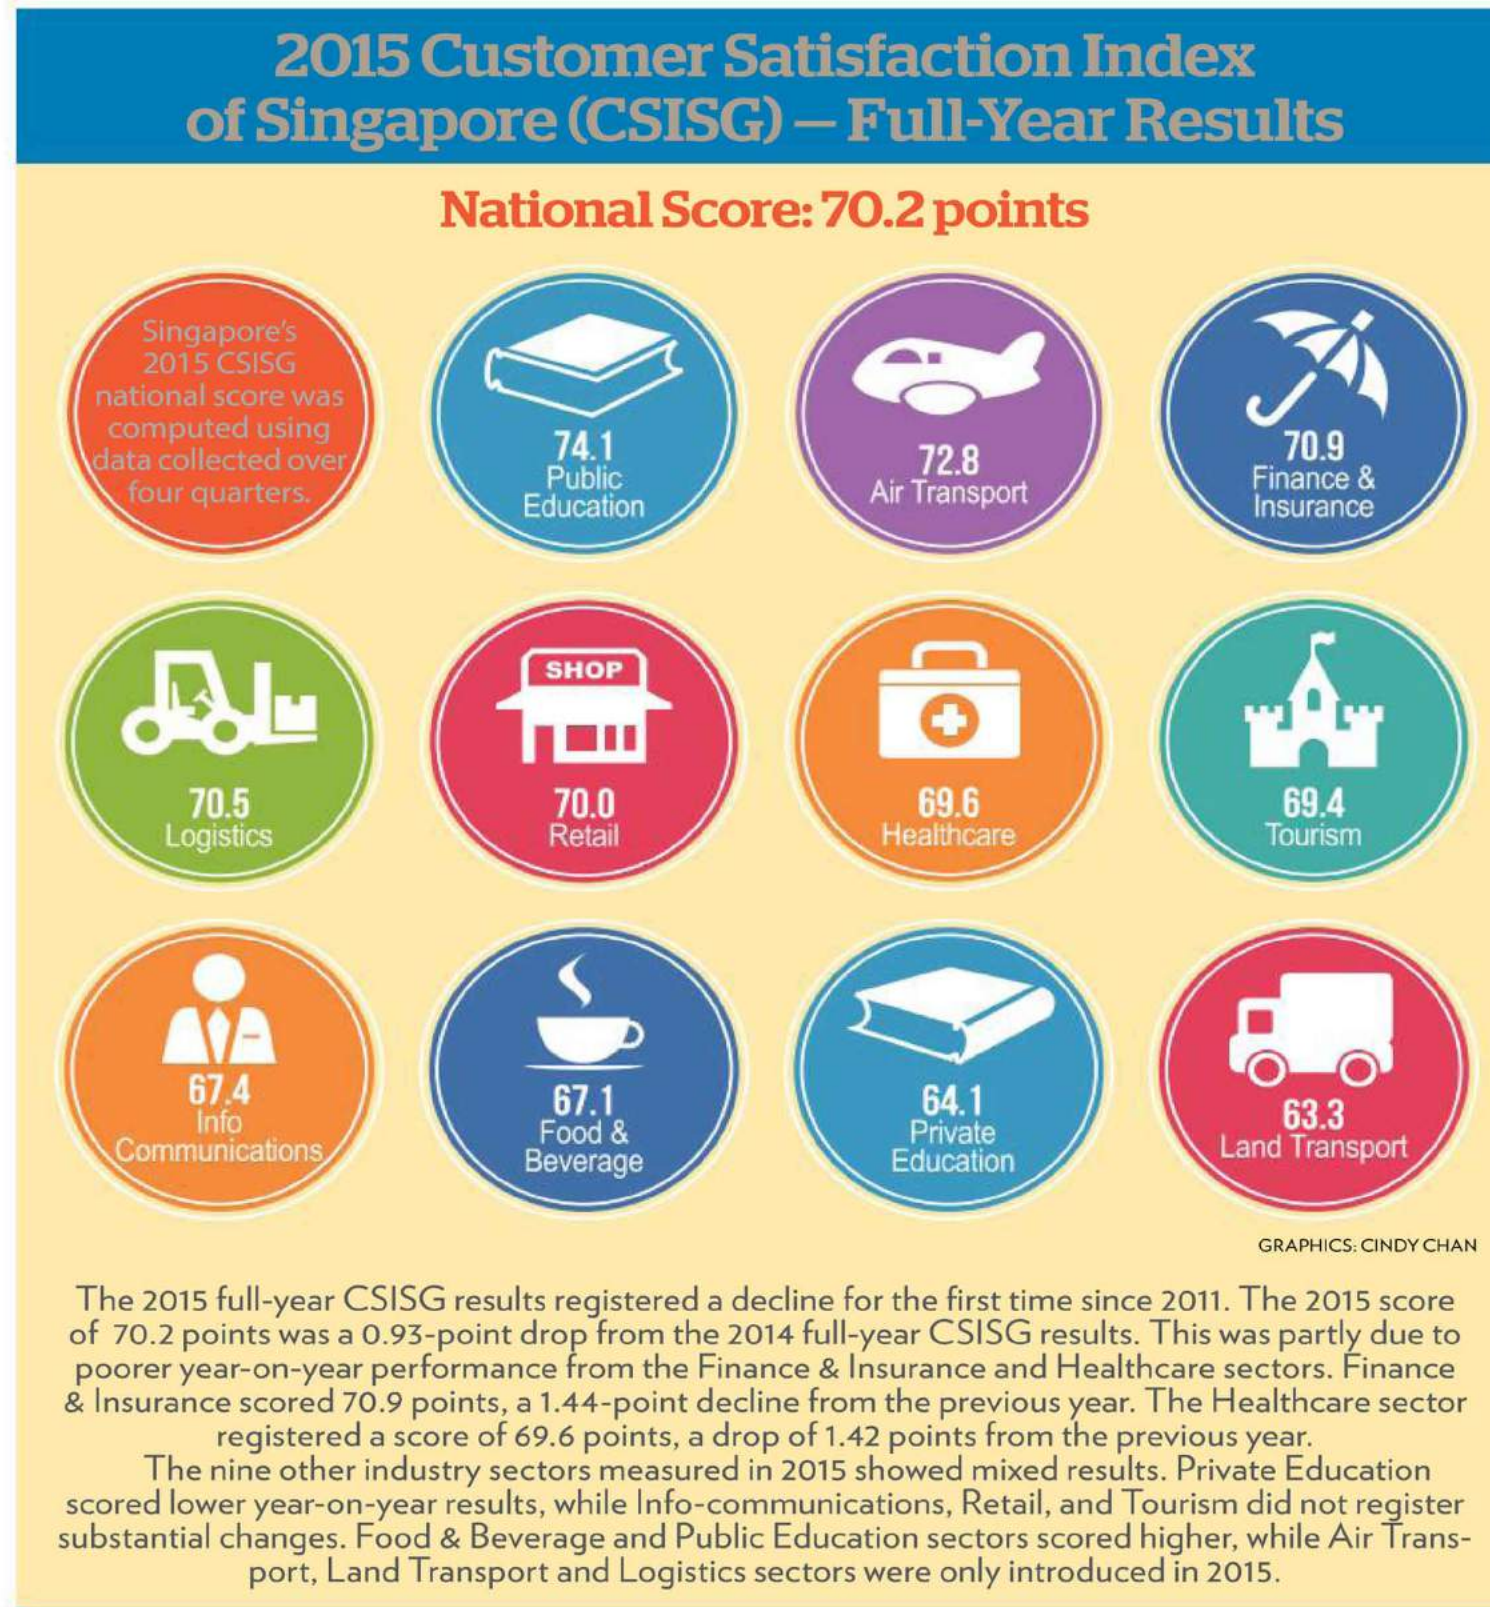 2015 Customer Satisfaction Index
of Singapore (CSISG) — Full-Year Results
National Score: 70.2 points
Singapore's
2015 CSISG
national score was
computed using
data collected over
four quarters.
74.1
Public
Education
72.8
Air Transport
70.9
Finance &
Insurance
70.5
Logistics
SHOP
70.0
Retail
69.6
Healthcare
69.4
Tourism
67.4
Info
Communications
67.1
Food &
Beverage
64.1
Private
Education
63.3
Land Transport
GRAPHICS: CINDY CHAN
The 2015 full-year CSISG results registered a decline for the first time since 2011. The 2015 score
of 70.2 points was a 0.93-point drop from the 2014 full-year CSISG results. This was partly due to
poorer year-on-year performance from the Finance & Insurance and Healthcare sectors. Finance
& Insurance scored 70.9 points, a 1.44-point decline from the previous year. The Healthcare sector
registered a score of 69.6 points, a drop of 1.42 points from the previous year.
The nine other industry sectors measured in 2015 showed mixed results. Private Education
scored lower year-on-year results, while Info-communications, Retail, and Tourism did not register
substantial changes. Food & Beverage and Public Education sectors scored higher, while Air Trans-
port, Land Transport and Logistics sectors were only introduced in 2015.